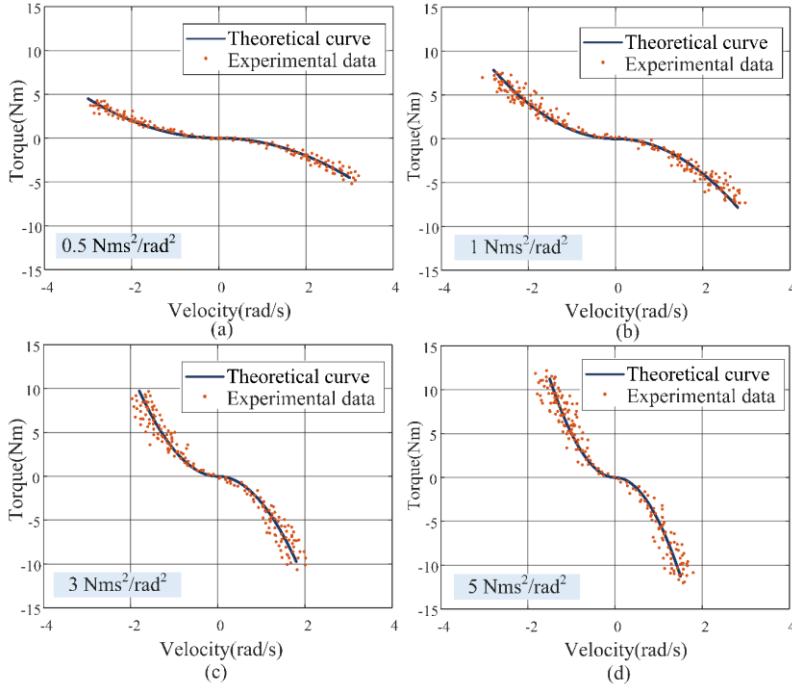 15
10
5
0
-5
-10
-15
Torque(Nm)
Theoretical curve
Experimental data
0.5 Nms²/rad²
-4
-2
0
2
4
Velocity(rad/s)
(a)
15
10
5
0
-5
-10
-15
Torque(Nm)
Theoretical curve
Experimental data
1 Nms²/rad²
-4
-2
0
2
4
Velocity(rad/s)
(b)
15
10
5
0
-5
-10
-15
Torque(Nm)
Theoretical curve
Experimental data
3 Nms²/rad²
-4
-2
0
2
4
Velocity(rad/s)
(c)
15
10
5
0
-5
-10
-15
Torque(Nm)
Theoretical curve
Experimental data
5 Nms²/rad²
-4
-2
0
2
4
Velocity(rad/s)
(d)